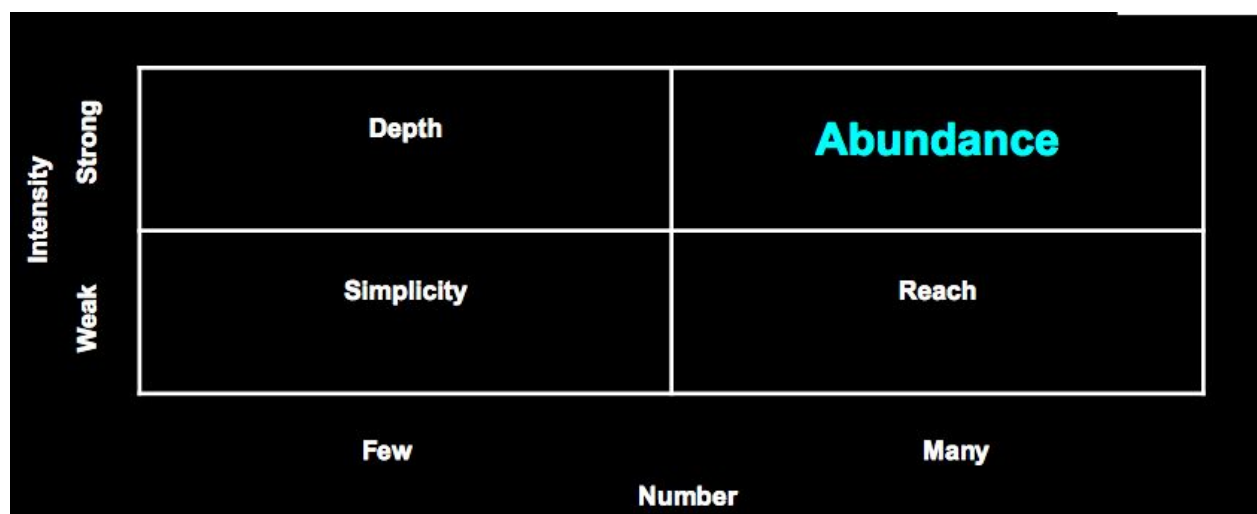 Depth
Abundance
Strong
Intensity
Simplicity
Reach
Weak
Few
Many
Number